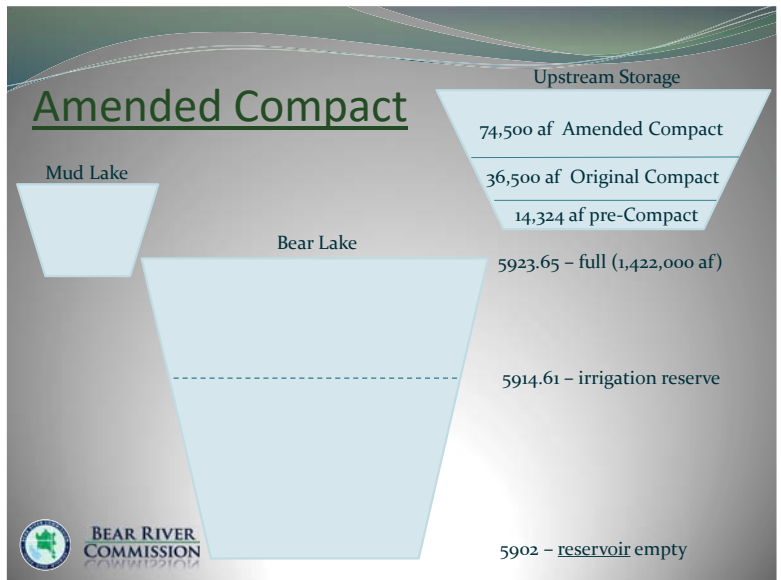 Upstream Storage
Amended Compact
74,500 af Amended Compact
Mud Lake
36,500 af Original Compact
14,324 af pre-Compact
Bear Lake
5923.65 – full (1,422,000 af)
5914.61 – irrigation reserve
BEAR RIVER
COMMISSION
5902 – reservoir empty